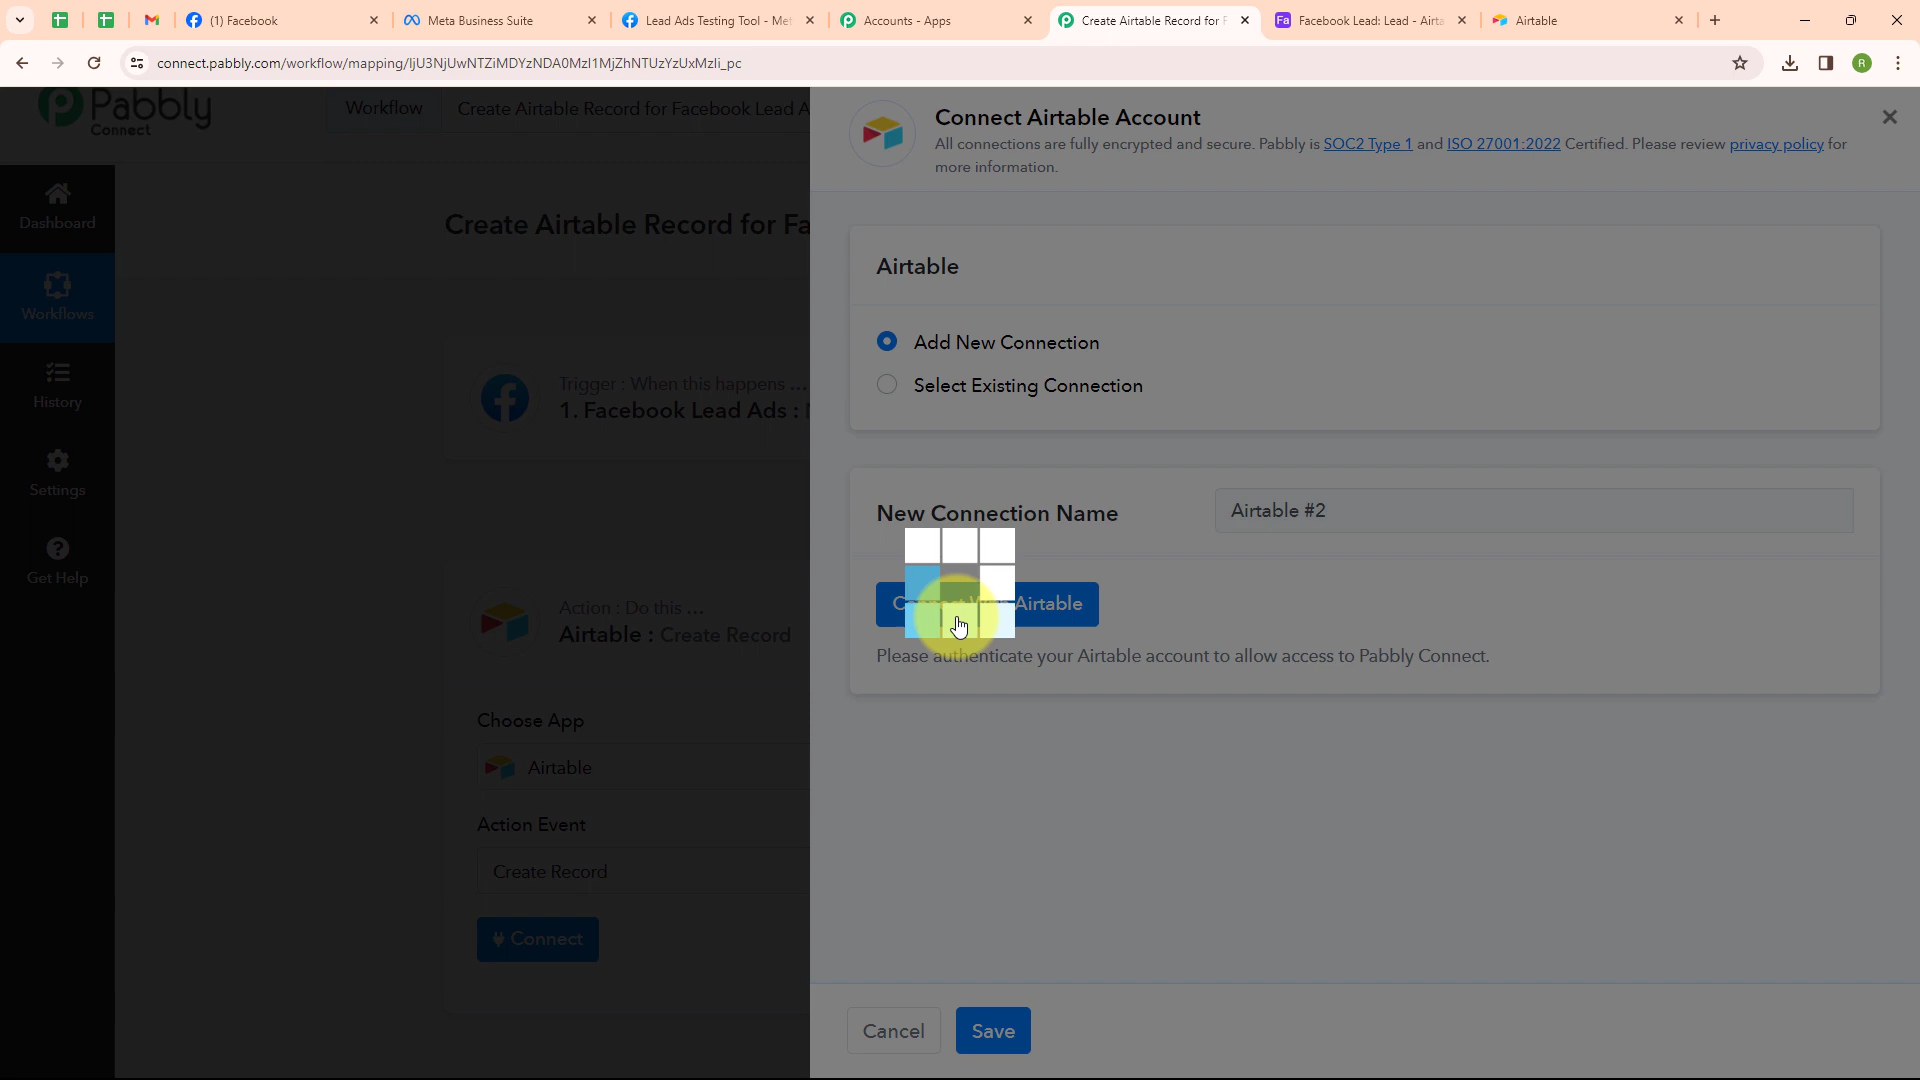 (1) Facebook
Meta Business Suite
Lead Ads Testing Tool - Met
Accounts - Apps
Create Airtable Record for F
Facebook Lead: Lead - Airta
Airtable
connect.pabbly.com/workflow/mapping/IjU3NjUwNTZiMDYzNDA0MzI1MjZhNTUzYzUxMzIi_pc
R
Pabbly
Connect
Workflow
Create Airtable Record for Facebook Lead A
Connect Airtable Account
All connections are fully encrypted and secure. Pabbly is SOC2 Type 1 and ISO 27001:2022 Certified. Please review privacy policy for
more information.
Dashboard
Workflows
History
Settings
Get Help
Create Airtable Record for Fa
Trigger : When this happens ...
1. Facebook Lead Ads :
Action : Do this ...
Airtable : Create Record
Choose App
Airtable
Action Event
Create Record
Connect
Airtable
Add New Connection
Select Existing Connection
New Connection Name
Airtable #2
Connect With Airtable
Please authenticate your Airtable account to allow access to Pabbly Connect.
Cancel
Save